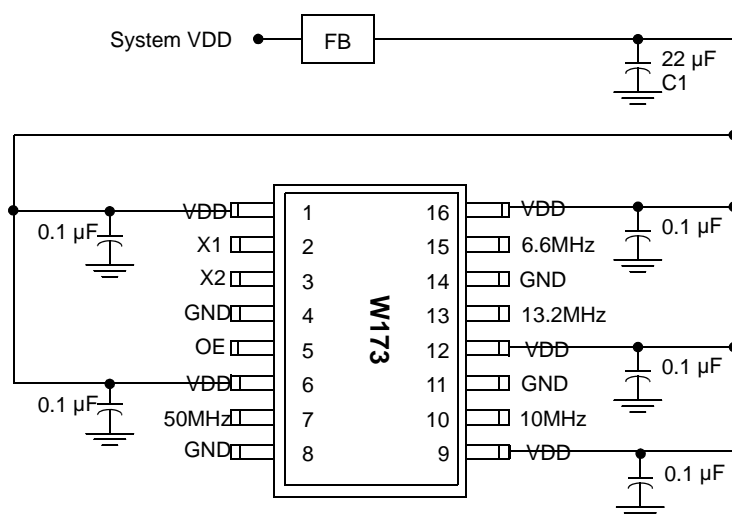 System VDD
FB
22 µF
C1
VDD 1 16 VDD
0.1 µF 0.1 µF
X1 2 15 6.6MHz
X2 3 14 GND
GND 4 13 13.2MHz
W173
OE 5 12 VDD
0.1 µF
VDD 6 11 GND
0.1 µF
50MHz 7 10 10MHz
GND 8 9 VDD
0.1 µF